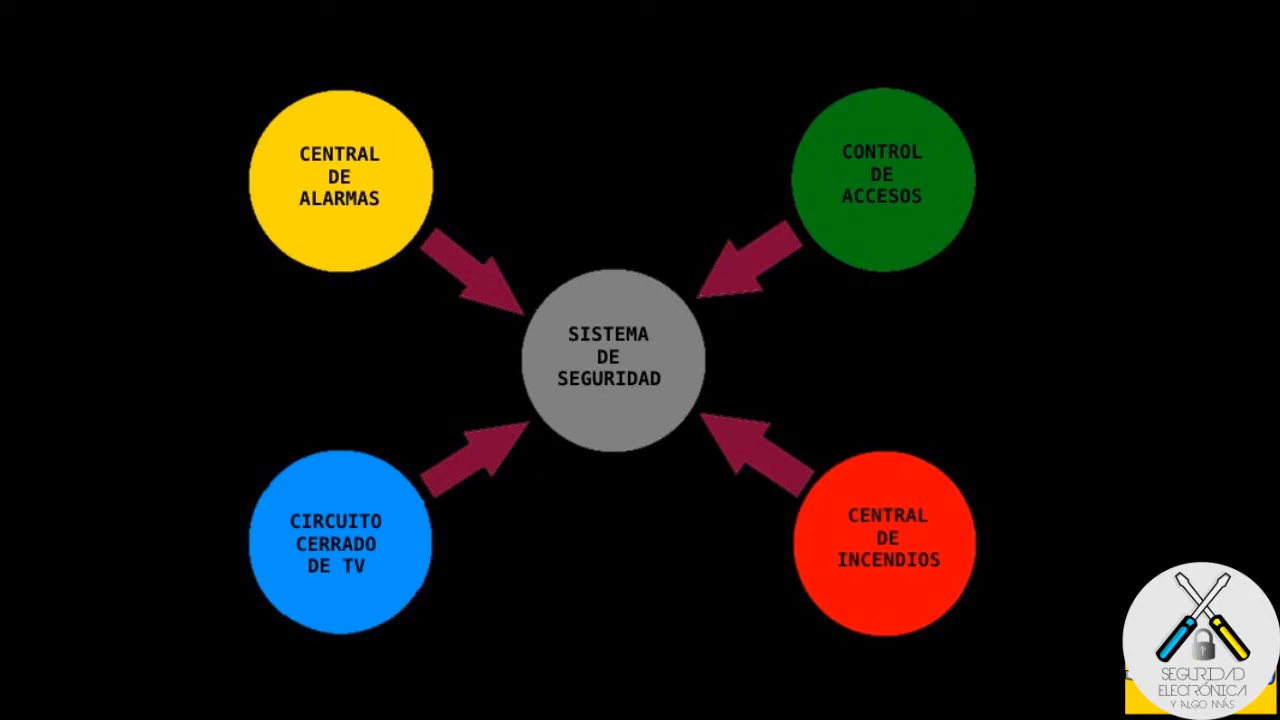 CENTRAL
DE
ALARMAS
CONTROL
DE
ACCESOS
SISTEMA
DE
SEGURIDAD
CIRCUITO
CERRADO
DE TV
CENTRAL
DE
INCENDIOS
SEGURIDAD
ELECTRÓNICA
Y ALGO MÁS